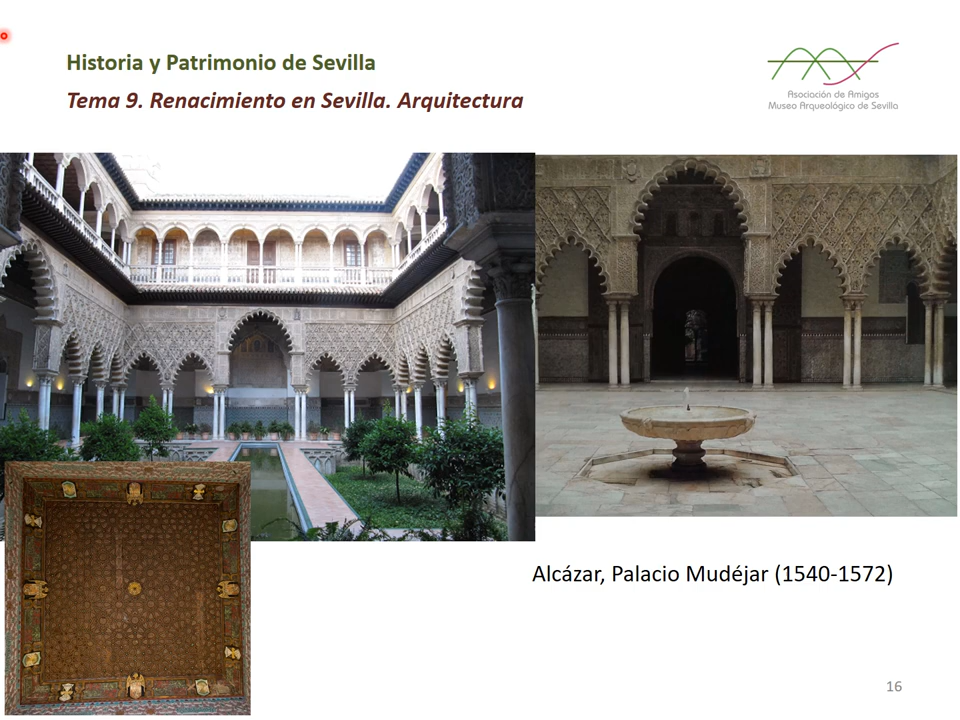 Historia y Patrimonio de Sevilla
Tema 9. Renacimiento en Sevilla. Arquitectura
Asociación de Amigos
Museo Arqueológico de Sevilla
Alcázar, Palacio Mudéjar (1540-1572)
16